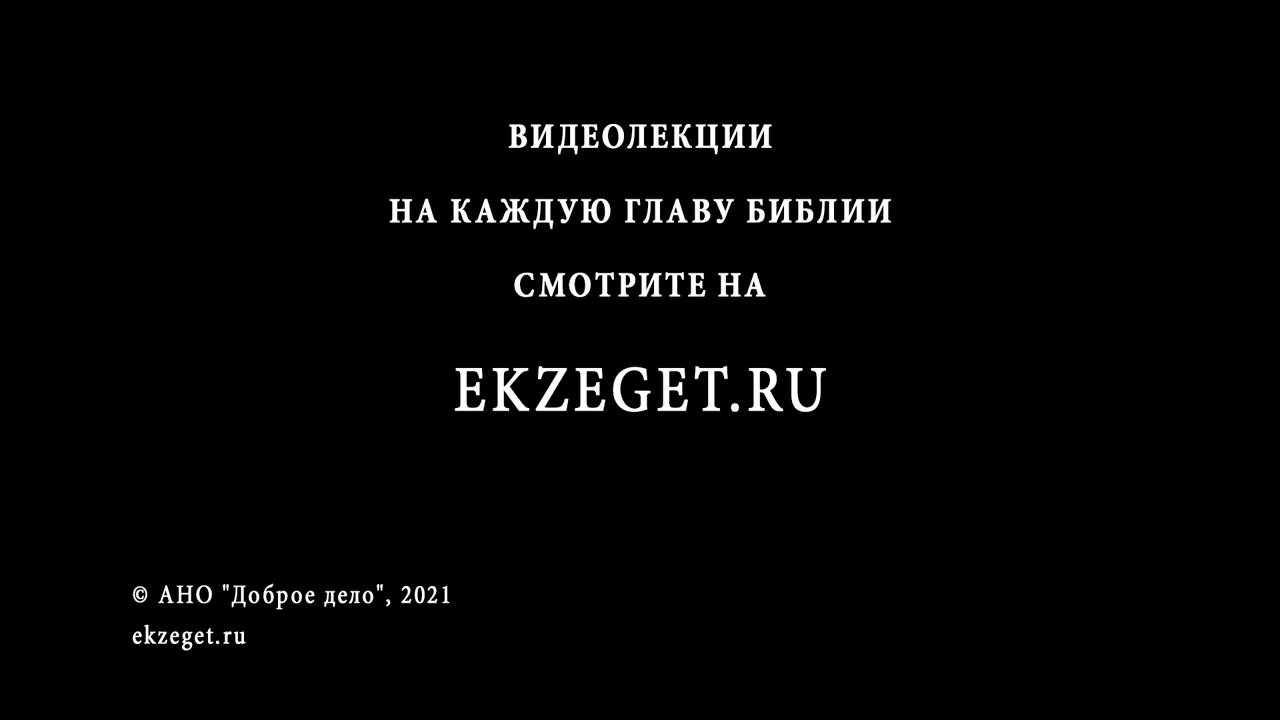 ВИДЕОЛЕКЦИИ
НА КАЖДУЮ ГЛАВУ БИБЛИИ
СМОТРИТЕ НА
EKZEGET.RU
© АНО "Доброе дело", 2021
ekzeget.ru